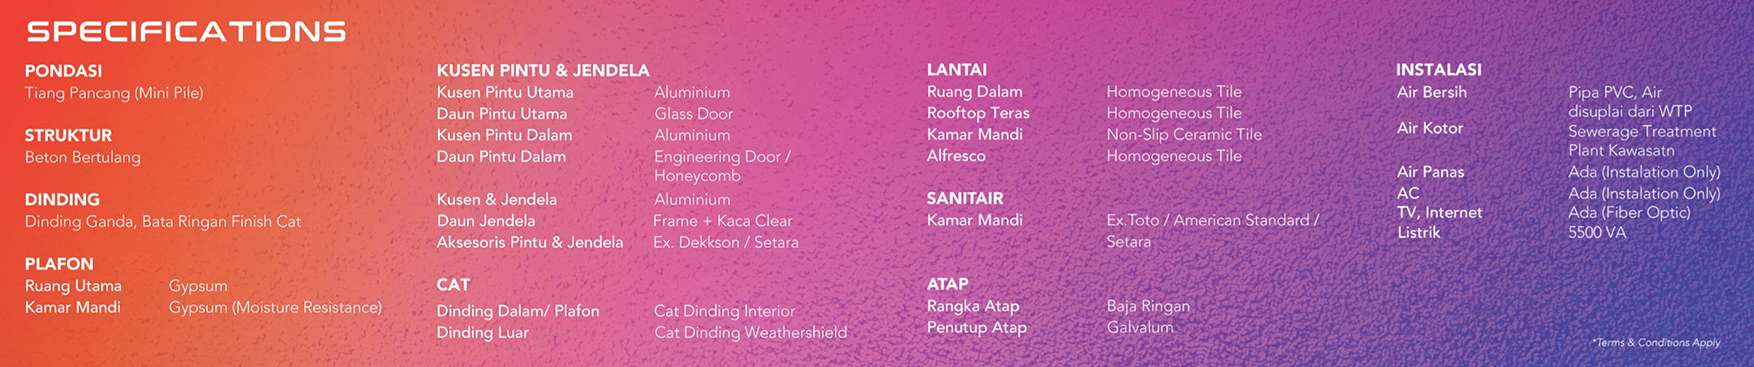 SPECIFICATIONS
PONDASI
Tiang Pancang (Mini Pile)
STRUKTUR
Beton Bertulang
DINDING
Dinding Ganda, Bata Ringan Finish Cat
PLAFON
Ruang Utama Gypsum
Kamar Mandi Gypsum (Moisture Resistance)
KUSEN PINTU & JENDELA
Kusen Pintu Utama Aluminium
Daun Pintu Utama Glass Door
Kusen Pintu Dalam Aluminium
Daun Pintu Dalam Engineering Door /
Honeycomb
Kusen & Jendela Aluminium
Daun Jendela Frame + Kaca Clear
Aksesoris Pintu & Jendela Ex. Dekkson / Setara
CAT
Dinding Dalam/ Plafon Cat Dinding Interior
Dinding Luar Cat Dinding Weathershield
LANTAI
Ruang Dalam Homogeneous Tile
Rooftop Teras Homogeneous Tile
Kamar Mandi Non-Slip Ceramic Tile
Alfresco Homogeneous Tile
SANITAIR
Kamar Mandi Ex.Toto / American Standard /
Setara
ATAP
Rangka Atap Baja Ringan
Penutup Atap Galvalum
INSTALASI
Air Bersih Pipa PVC, Air
disuplai dari WTP
Air Kotor Sewerage Treatment
Plant Kawasatn
Air Panas Ada (Instalation Only)
AC Ada (Instalation Only)
TV, Internet Ada (Fiber Optic)
Listrik 5500 VA
*Terms & Conditions Apply